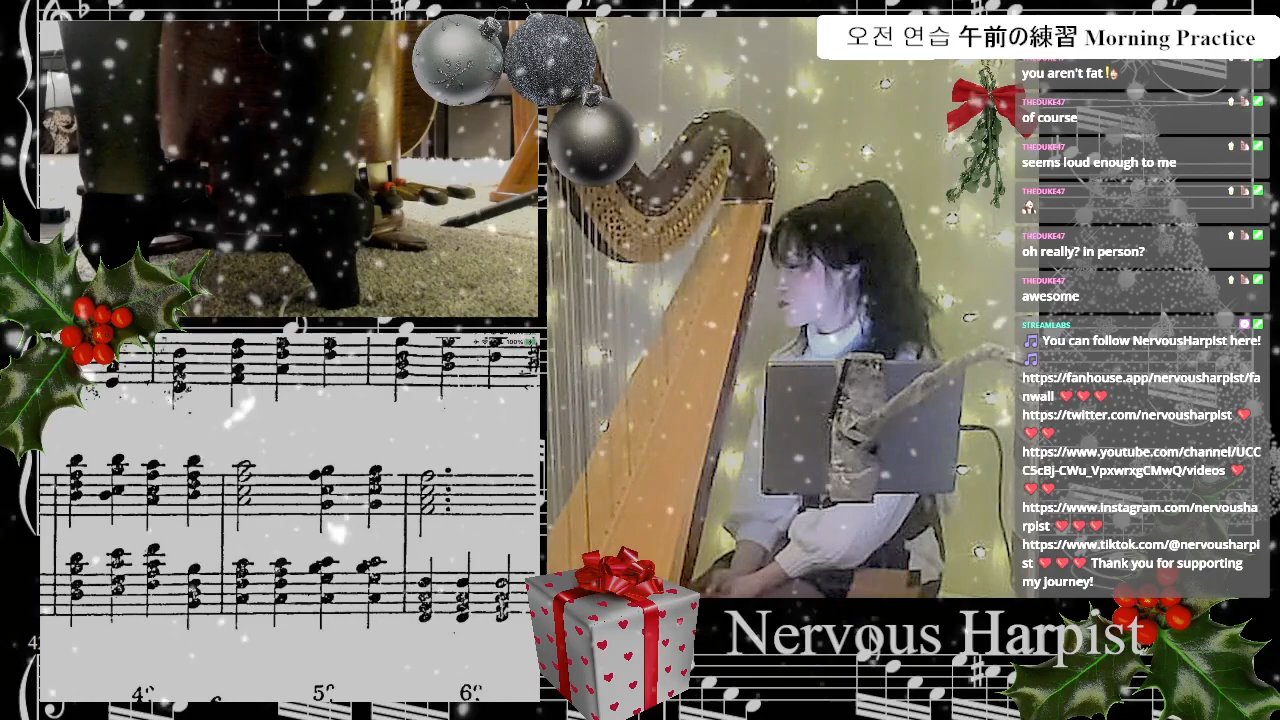 오전 연습 午前の練習 Morning Practice
you aren't fat
THEDUKE47
of course
THEDUKE47
seems loud enough to me
THEDUKE47
THEDUKE47
oh really? in person?
THEDUKE47
awesome
STREAMLABS
🎵 You can follow NervousHarpist here!
🎵
https://fanhouse.app/nervousharpist/fa
nwall ❤️ ❤️ ❤️
https://twitter.com/nervousharpist ❤️
❤️ ❤️
https://www.youtube.com/channel/UCC
C5cBj-CWu_VpxwrxgCMwQ/videos ❤️
❤️ ❤️
https://www.instagram.com/nervousha
rpist ❤️ ❤️ ❤️
https://www.tiktok.com/@nervousharpi
st ❤️ ❤️ ❤️ Thank you for supporting
my journey!
100%
4
5
6
Nervous Harpist